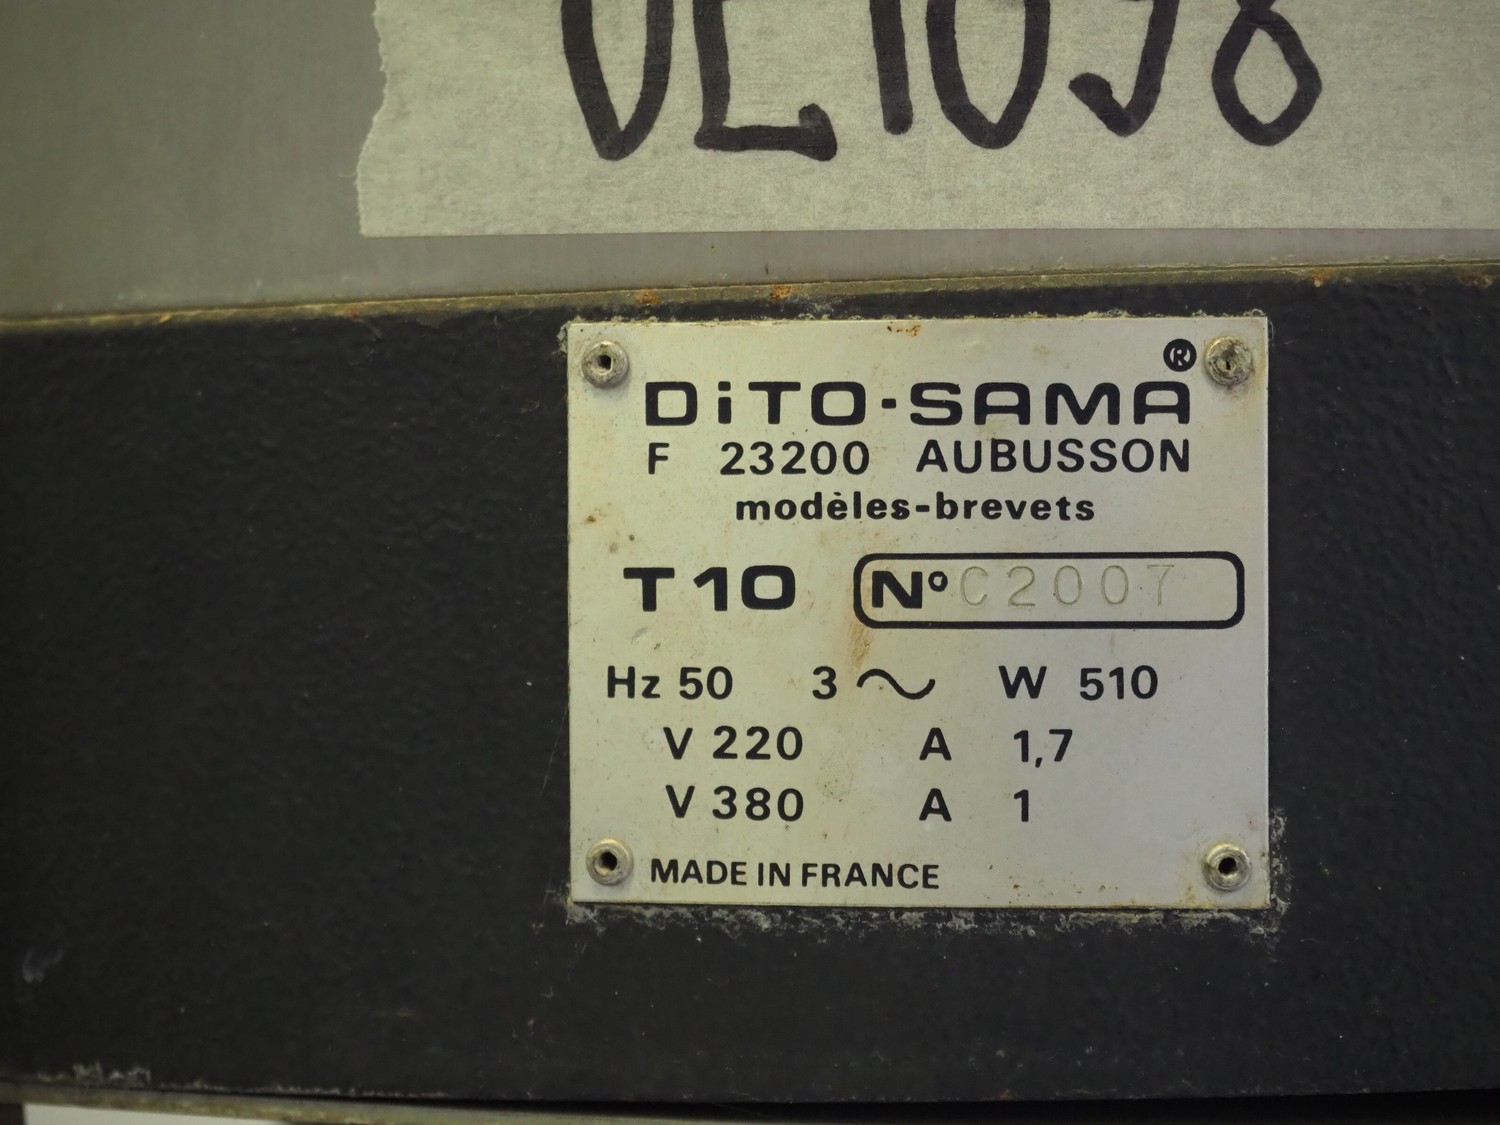 DiTO-SAMA ®
F 23200 AUBUSSON
modèles-brevets
T10 Nº C2007
Hz 50 3 ~ W 510
V 220 A 1,7
V 380 A 1
MADE IN FRANCE